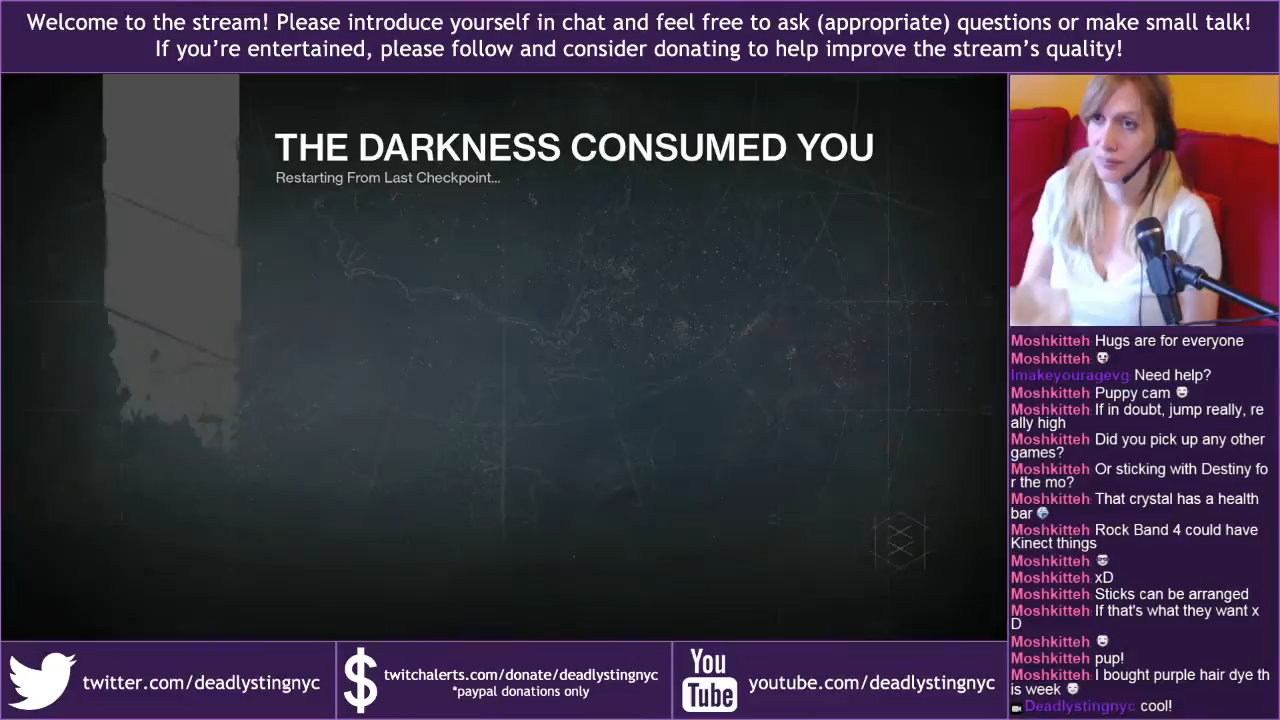 Welcome to the stream! Please introduce yourself in chat and feel free to ask (appropriate) questions or make small talk!
If you're entertained, please follow and consider donating to help improve the stream's quality!
THE DARKNESS CONSUMED YOU
Restarting From Last Checkpoint...
Moshkitteh Hugs are for everyone
Moshkitteh
Imakeyouragevg Need help?
Moshkitteh Puppy cam
Moshkitteh If in doubt, jump really, re
ally high
Moshkitteh Did you pick up any other
games?
Moshkitteh Or sticking with Destiny fo
r the mo?
Moshkitteh That crystal has a health
bar
Moshkitteh Rock Band 4 could have
Kinect things
Moshkitteh
Moshkitteh xD
Moshkitteh Sticks can be arranged
Moshkitteh If that's what they want x
D
Moshkitteh
Moshkitteh pup!
Moshkitteh I bought purple hair dye th
is week
Deadlystingnyc cool!
twitter.com/deadlystingnyc
$
twitchalerts.com/donate/deadlystingnyc
*paypal donations only
You
Tube
youtube.com/deadlystingnyc